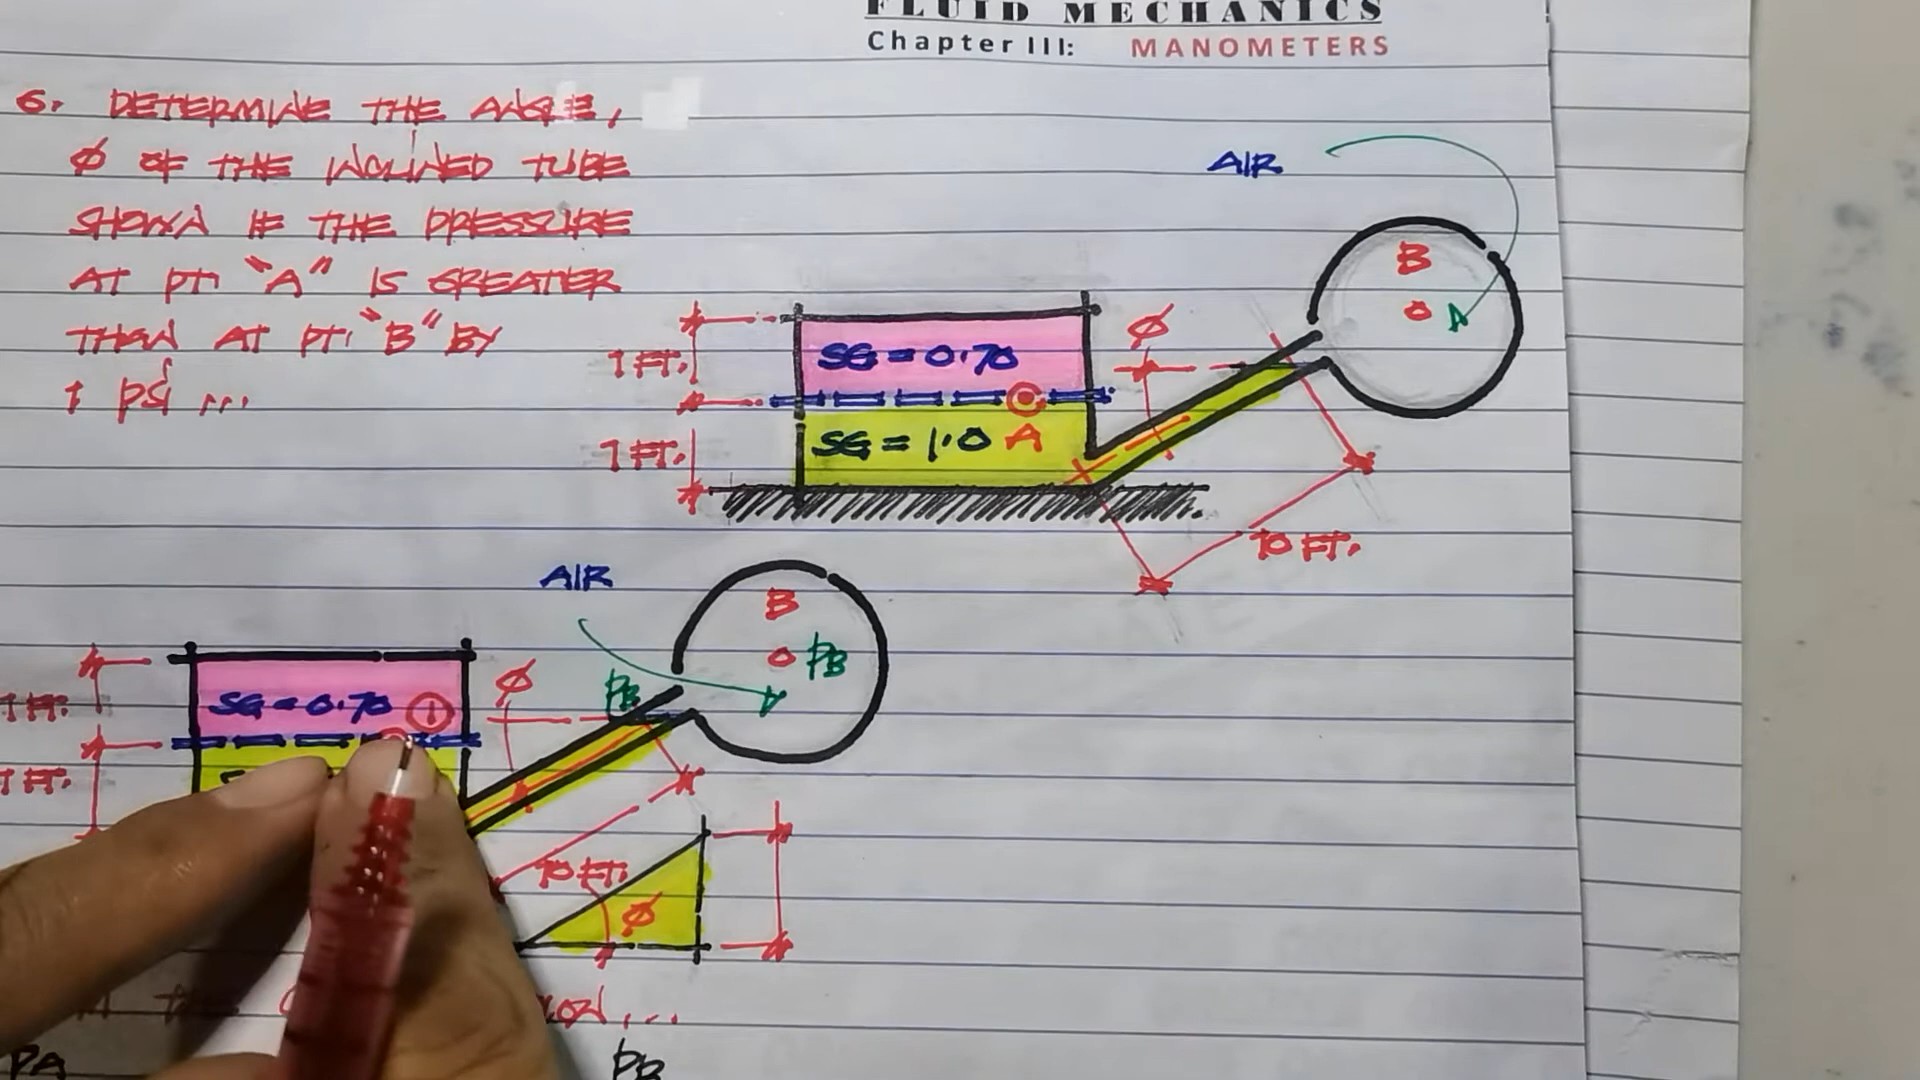 FLUID MECHANICS
Chapter III: MANOMETERS
6. DETERMINE THE ANGLE,
Ø OF THE INCLINED TUBE
SHOWN IF THE PRESSURE
AT PT. "A" IS GREATER
THAN AT PT. "B" BY
1 psi ...
AIR
B
Ø
1 FT.
SG = 0.70
1 FT.
SG = 1.0 A
10 FT.
AIR
B
PB
PB
Ø
1 FT.
SG = 0.70 1
1 FT.
10 FT.
Ø
PA
PB